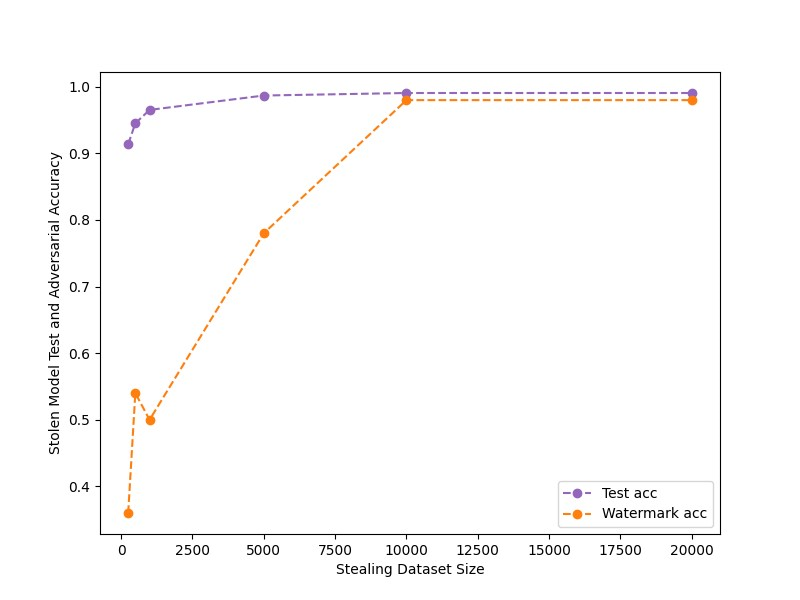 1.0
0.9
0.8
0.7
0.6
0.5
0.4
Stolen Model Test and Adversarial Accuracy
Test acc
Watermark acc
0 2500 5000 7500 10000 12500 15000 17500 20000
Stealing Dataset Size